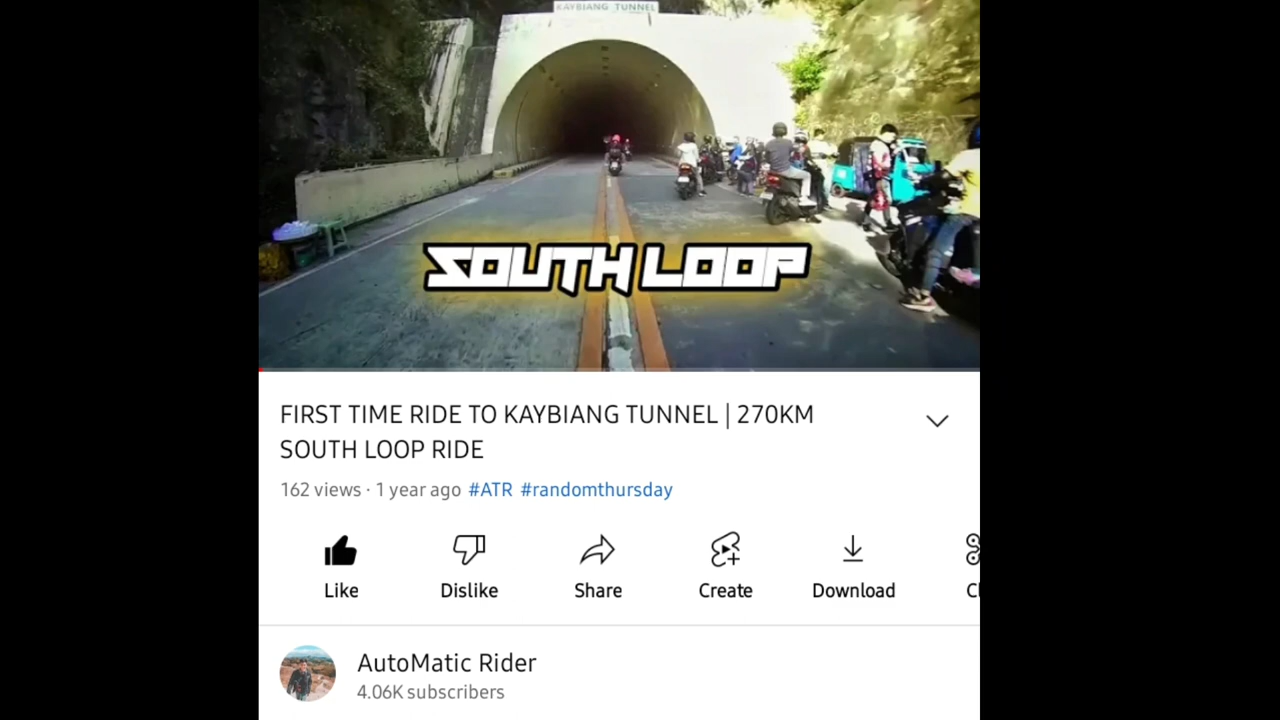 KAYBIANG TUNNEL
SOUTH LOOP
FIRST TIME RIDE TO KAYBIANG TUNNEL | 270KM
SOUTH LOOP RIDE
162 views · 1 year ago #ATR #randomthursday
Like Dislike Share Create Download
AutoMatic Rider
4.06K subscribers